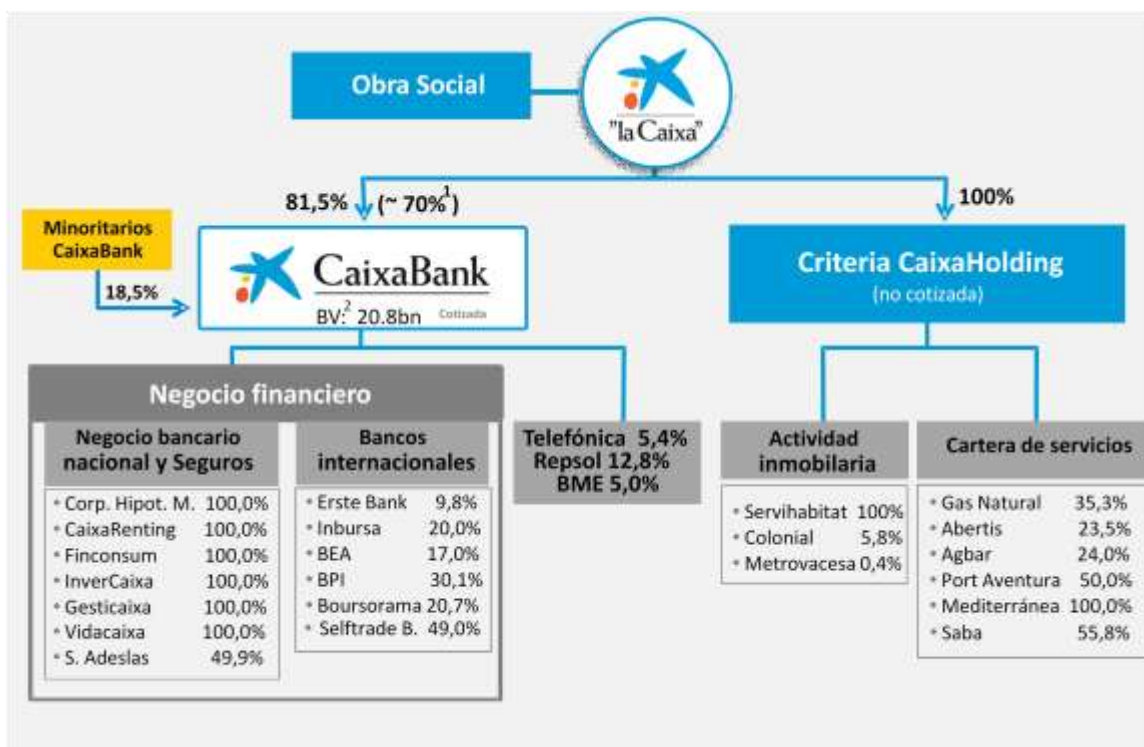 Obra Social
"la Caixa"
81,5% (~ 70%¹)
100%
Minoritarios
CaixaBank
18,5%
CaixaBank
BV:² 20.8bn Cotizada
Criteria CaixaHolding
(no cotizada)
Negocio financiero
Negocio bancario
nacional y Seguros
• Corp. Hipot. M. 100,0%
• CaixaRenting 100,0%
• Finconsum 100,0%
• InverCaixa 100,0%
• Gesticaixa 100,0%
• Vidacaixa 100,0%
• S. Adeslas 49,9%
Bancos
internacionales
• Erste Bank 9,8%
• Inbursa 20,0%
• BEA 17,0%
• BPI 30,1%
• Boursorama 20,7%
• Selftrade B. 49,0%
Telefónica 5,4%
Repsol 12,8%
BME 5,0%
Actividad
inmobilaria
• Servihabitat 100%
• Colonial 5,8%
• Metrovacesa 0,4%
Cartera de servicios
• Gas Natural 35,3%
• Abertis 23,5%
• Agbar 24,0%
• Port Aventura 50,0%
• Mediterránea 100,0%
• Saba 55,8%